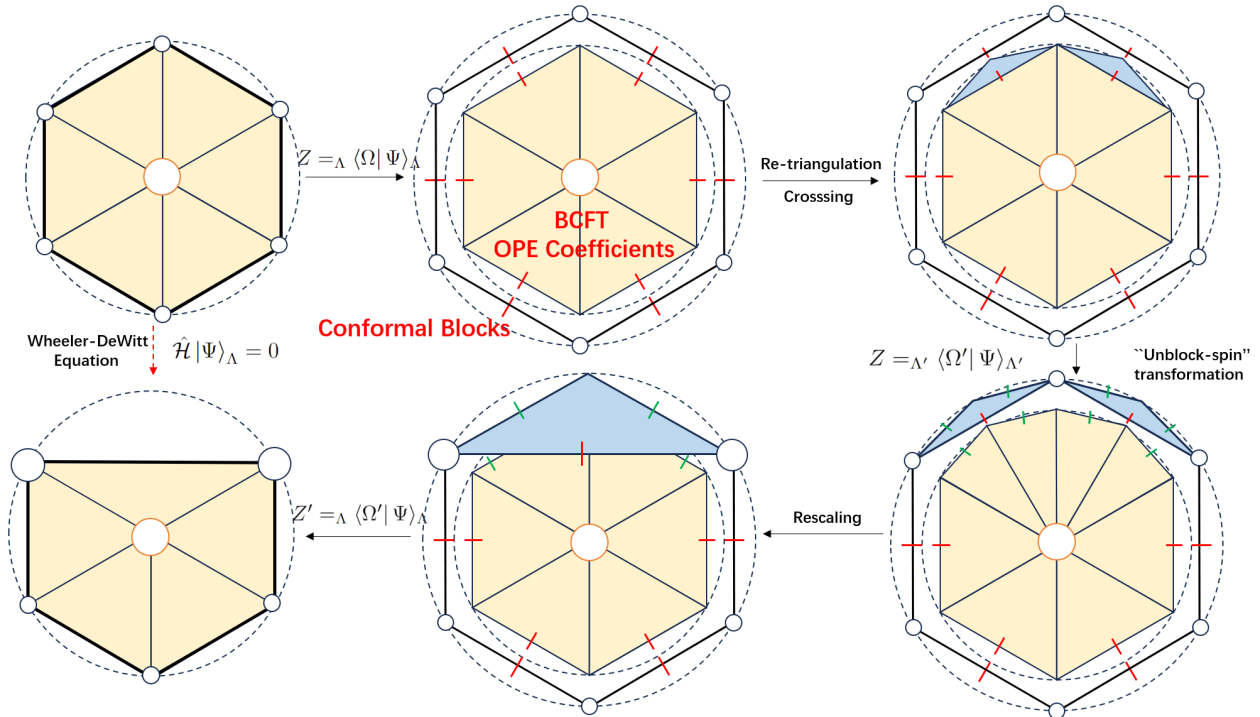 Z =_Λ ⟨Ω| Ψ⟩_Λ
Re-triangulation
Crosssing
BCFT
OPE Coefficients
Conformal Blocks
Wheeler-DeWitt
Equation
Ĥ |Ψ⟩_Λ = 0
Z =_Λ′ ⟨Ω′| Ψ⟩_Λ′
``Unblock-spin''
transformation
Z′ =_Λ ⟨Ω′| Ψ⟩_Λ
Rescaling